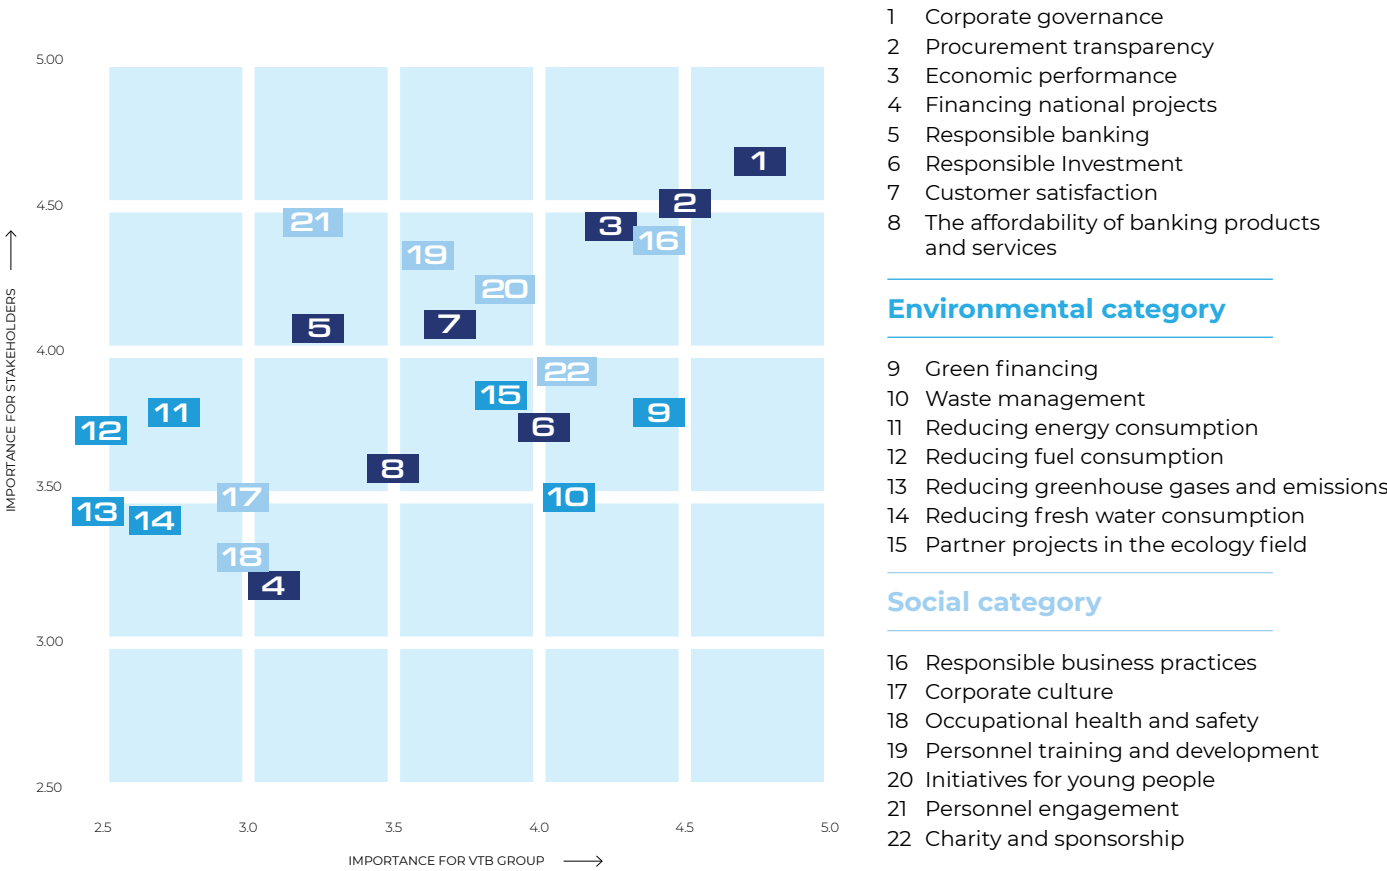 5.00
4.50
4.00
3.50
3.00
2.50
IMPORTANCE FOR STAKEHOLDERS
1
2
3
16
21
19
20
5
7
22
15
9
11
12
6
8
17
10
13
14
18
4
2.5
3.0
3.5
4.0
4.5
5.0
IMPORTANCE FOR VTB GROUP
1 Corporate governance
2 Procurement transparency
3 Economic performance
4 Financing national projects
5 Responsible banking
6 Responsible Investment
7 Customer satisfaction
8 The affordability of banking products
and services
Environmental category
9 Green financing
10 Waste management
11 Reducing energy consumption
12 Reducing fuel consumption
13 Reducing greenhouse gases and emissions
14 Reducing fresh water consumption
15 Partner projects in the ecology field
Social category
16 Responsible business practices
17 Corporate culture
18 Occupational health and safety
19 Personnel training and development
20 Initiatives for young people
21 Personnel engagement
22 Charity and sponsorship